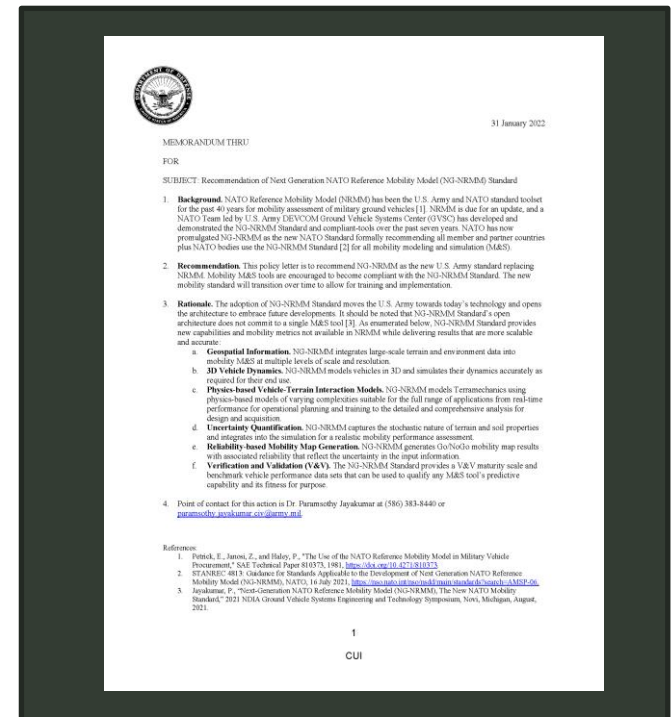 DEPARTMENT OF DEFENSE
UNITED STATES OF AMERICA
31 January 2022
MEMORANDUM THRU
FOR
SUBJECT: Recommendation of Next Generation NATO Reference Mobility Model (NG-NRMM) Standard
1. Background. NATO Reference Mobility Model (NRMM) has been the U.S. Army and NATO standard toolset
for the past 40 years for mobility assessment of military ground vehicles [1]. NRMM is due for an update, and a
NATO Team led by U.S. Army DEVCOM Ground Vehicle Systems Center (GVSC) has developed and
demonstrated the NG-NRMM Standard and compliant-tools over the past seven years. NATO has now
promulgated NG-NRMM as the new NATO Standard formally recommending all member and partner countries
plus NATO bodies use the NG-NRMM Standard [2] for all mobility modeling and simulation (M&S).
2. Recommendation. This policy letter is to recommend NG-NRMM as the new U.S. Army standard replacing
NRMM. Mobility M&S tools are encouraged to become compliant with the NG-NRMM Standard. The new
mobility standard will transition over time to allow for training and implementation.
3. Rationale. The adoption of NG-NRMM Standard moves the U.S. Army towards today's technology and opens
the architecture to embrace future developments. It should be noted that NG-NRMM Standard's open
architecture does not commit to a single M&S tool [3]. As enumerated below, NG-NRMM Standard provides
new capabilities and mobility metrics not available in NRMM while delivering results that are more scalable
and accurate:
a. Geospatial Information. NG-NRMM integrates large-scale terrain and environment data into
mobility M&S at multiple levels of scale and resolution.
b. 3D Vehicle Dynamics. NG-NRMM models vehicles in 3D and simulates their dynamics accurately as
required for their end use.
c. Physics-based Vehicle-Terrain Interaction Models. NG-NRMM models Terramechanics using
physics-based models of varying complexities suitable for the full range of applications from real-time
performance for operational planning and training to the detailed and comprehensive analysis for
design and acquisition.
d. Uncertainty Quantification. NG-NRMM captures the stochastic nature of terrain and soil properties
and integrates into the simulation for a realistic mobility performance assessment.
e. Reliability-based Mobility Map Generation. NG-NRMM generates Go/NoGo mobility map results
with associated reliability that reflect the uncertainty in the input information.
f. Verification and Validation (V&V). The NG-NRMM Standard provides a V&V maturity scale and
benchmark vehicle performance data sets that can be used to qualify any M&S tool's predictive
capability and its fitness for purpose.
4. Point of contact for this action is Dr. Paramsothy Jayakumar at (586) 383-8440 or
paramsothy.jayakumar.civ@army.mil.
References:
1. Petrick, E., Janosi, Z., and Haley, P., "The Use of the NATO Reference Mobility Model in Military Vehicle
Procurement," SAE Technical Paper 810373, 1981, https://doi.org/10.4271/810373.
2. STANREC 4813: Guidance for Standards Applicable to the Development of Next Generation NATO Reference
Mobility Model (NG-NRMM), NATO, 16 July 2021, https://nso.nato.int/nso/nsdd/main/standards?search=AMSP-06.
3. Jayakumar, P., "Next-Generation NATO Reference Mobility Model (NG-NRMM), The New NATO Mobility
Standard," 2021 NDIA Ground Vehicle Systems Engineering and Technology Symposium, Novi, Michigan, August,
2021.
1
CUI